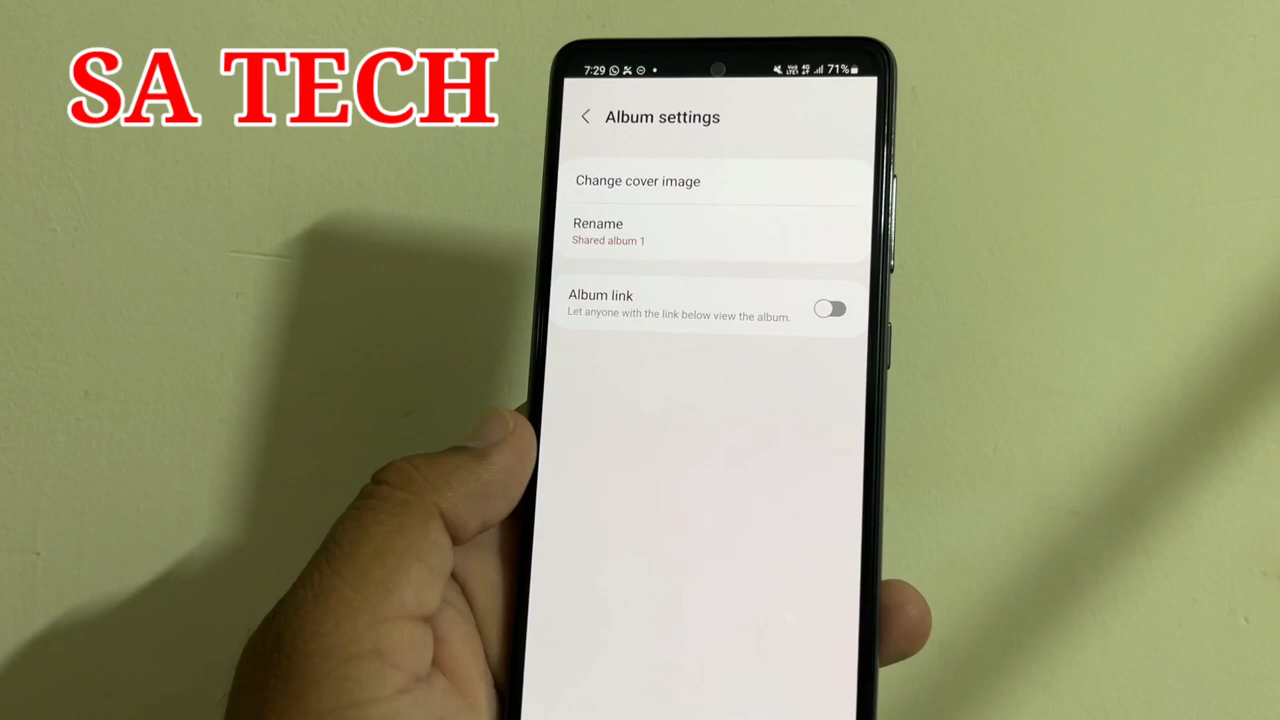 SA TECH
7:29 71%
Album settings
Change cover image
Rename
Shared album 1
Album link
Let anyone with the link below view the album.